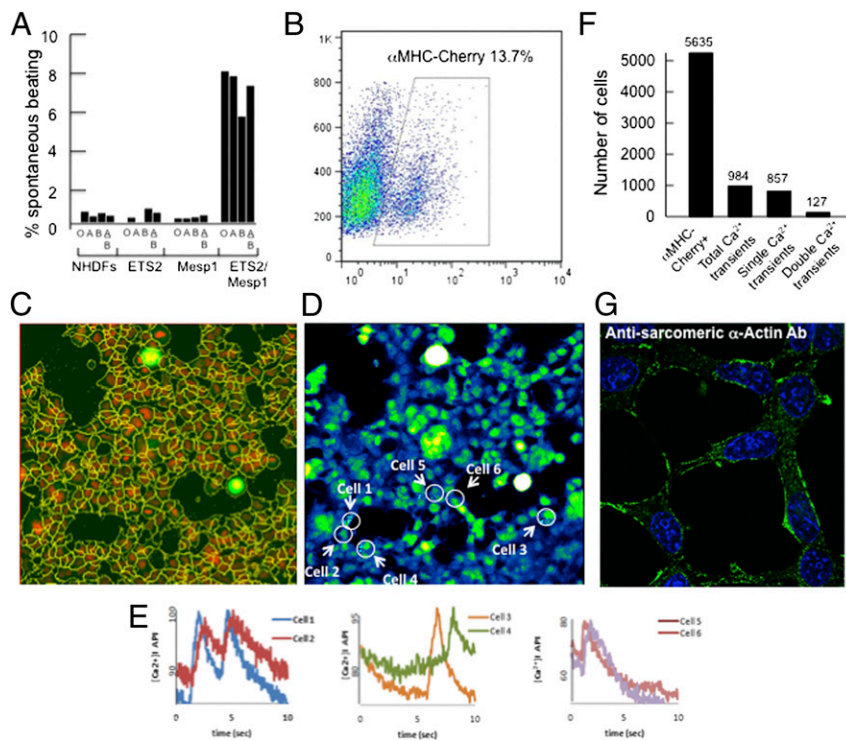 A
% spontaneous beating
10
8
6
4
2
0
O A B A B
O A B A B
O A B A B
O A B A B
NHDFs ETS2 Mesp1 ETS2/
Mesp1
B
αMHC-Cherry 13.7%
1K
800
600
400
200
10⁰ 10¹ 10² 10³ 10⁴
F
Number of cells
5000
4000
3000
2000
1000
0
5635
984
857
127
αMHC-
Cherry+
Total Ca²⁺
transients
Single Ca²⁺
transients
Double Ca²⁺
transients
C
D
Cell 5
Cell 6
Cell 1
Cell 2
Cell 4
Cell 3
G
Anti-sarcomeric α-Actin Ab
E
[Ca2+]i API
100
90
Cell 1
Cell 2
0 5 10
time (sec)
[Ca2+]i API
95
80
Cell 3
Cell 4
0 5 10
time (sec)
[Ca²⁺]i API
80
60
Cell 5
Cell 6
0 5 10
time (sec)